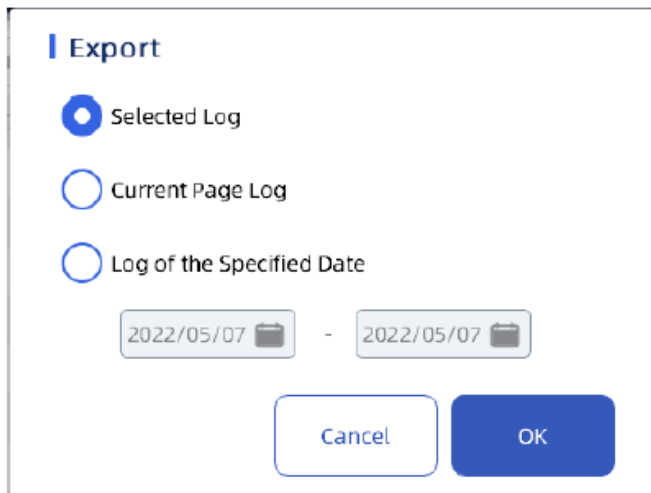 Export
Selected Log
Current Page Log
Log of the Specified Date
2022/05/07 - 2022/05/07
Cancel OK